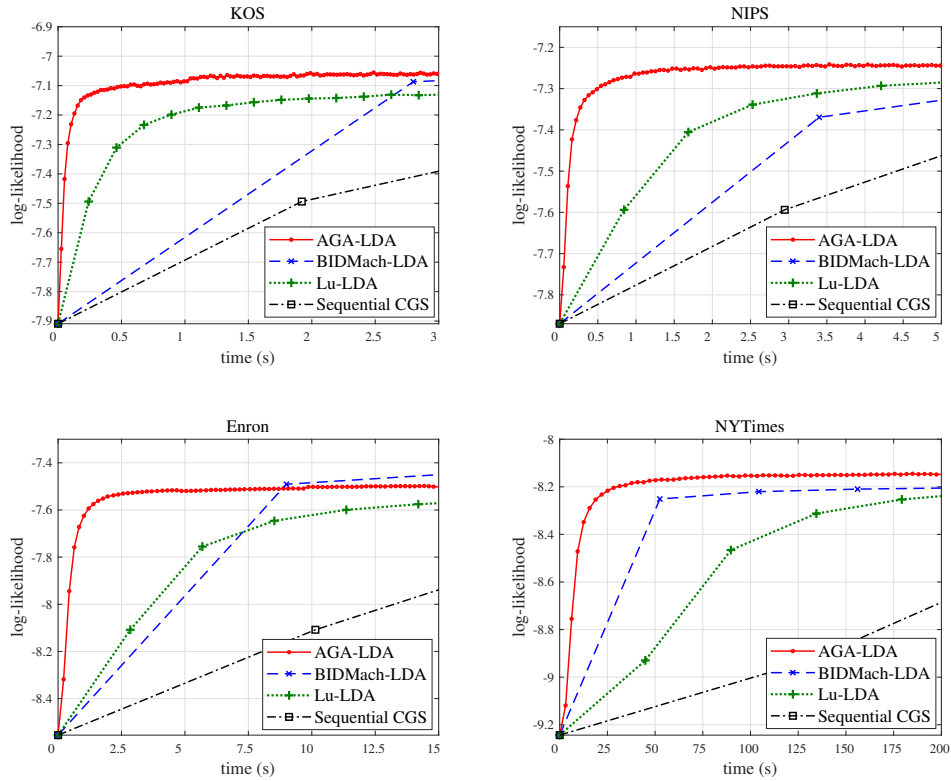 KOS
-6.9
-7
-7.1
-7.2
-7.3
-7.4
-7.5
-7.6
-7.7
-7.8
-7.9
log-likelihood
0 0.5 1 1.5 2 2.5 3
time (s)
AGA-LDA
BIDMach-LDA
Lu-LDA
Sequential CGS
NIPS
-7.2
-7.3
-7.4
-7.6
-7.8
log-likelihood
0 0.5 1 1.5 2 2.5 3 3.5 4 4.5 5
time (s)
AGA-LDA
BIDMach-LDA
Lu-LDA
Sequential CGS
Enron
-7.4
-7.6
-7.8
-8
-8.2
-8.4
log-likelihood
0 2.5 5 7.5 10 12.5 15
time (s)
AGA-LDA
BIDMach-LDA
Lu-LDA
Sequential CGS
NYTimes
-8
-8.2
-8.4
-8.6
-8.8
-9
-9.2
log-likelihood
0 25 50 75 100 125 150 175 200
time (s)
AGA-LDA
BIDMach-LDA
Lu-LDA
Sequential CGS